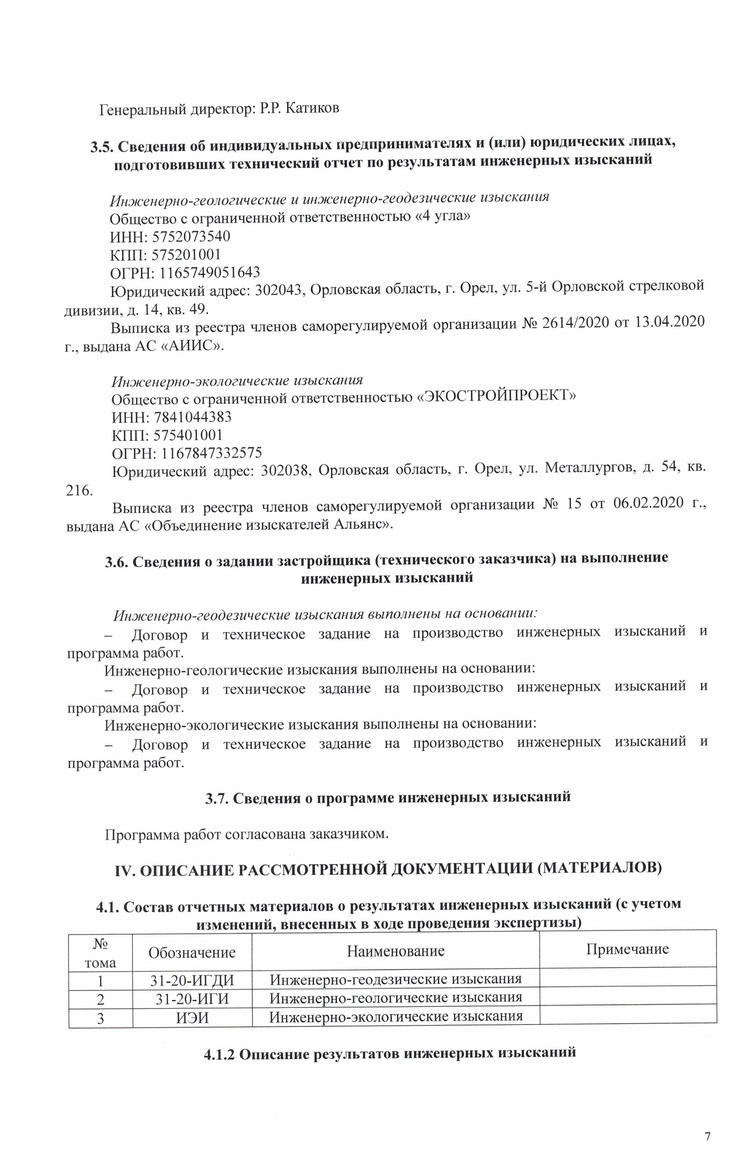 Генеральный директор: Р.Р. Катиков
3.5. Сведения об индивидуальных предпринимателях и (или) юридических лицах,
подготовивших технический отчет по результатам инженерных изысканий
Инженерно-геологические и инженерно-геодезические изыскания
Общество с ограниченной ответственностью «4 угла»
ИНН: 5752073540
КПП: 575201001
ОГРН: 1165749051643
Юридический адрес: 302043, Орловская область, г. Орел, ул. 5-й Орловской стрелковой
дивизии, д. 14, кв. 49.
Выписка из реестра членов саморегулируемой организации № 2614/2020 от 13.04.2020
г., выдана АС «АИИС».
Инженерно-экологические изыскания
Общество с ограниченной ответственностью «ЭКОСТРОЙПРОЕКТ»
ИНН: 7841044383
КПП: 575401001
ОГРН: 1167847332575
Юридический адрес: 302038, Орловская область, г. Орел, ул. Металлургов, д. 54, кв.
216.
Выписка из реестра членов саморегулируемой организации № 15 от 06.02.2020 г.,
выдана АС «Объединение изыскателей Альянс».
3.6. Сведения о задании застройщика (технического заказчика) на выполнение
инженерных изысканий
Инженерно-геодезические изыскания выполнены на основании:
– Договор и техническое задание на производство инженерных изысканий и
программа работ.
Инженерно-геологические изыскания выполнены на основании:
– Договор и техническое задание на производство инженерных изысканий и
программа работ.
Инженерно-экологические изыскания выполнены на основании:
– Договор и техническое задание на производство инженерных изысканий и
программа работ.
3.7. Сведения о программе инженерных изысканий
Программа работ согласована заказчиком.
IV. ОПИСАНИЕ РАССМОТРЕННОЙ ДОКУМЕНТАЦИИ (МАТЕРИАЛОВ)
4.1. Состав отчетных материалов о результатах инженерных изысканий (с учетом
изменений, внесенных в ходе проведения экспертизы)
№ тома Обозначение Наименование Примечание
1 31-20-ИГДИ Инженерно-геодезические изыскания
2 31-20-ИГИ Инженерно-геологические изыскания
3 ИЭИ Инженерно-экологические изыскания
4.1.2 Описание результатов инженерных изысканий
7